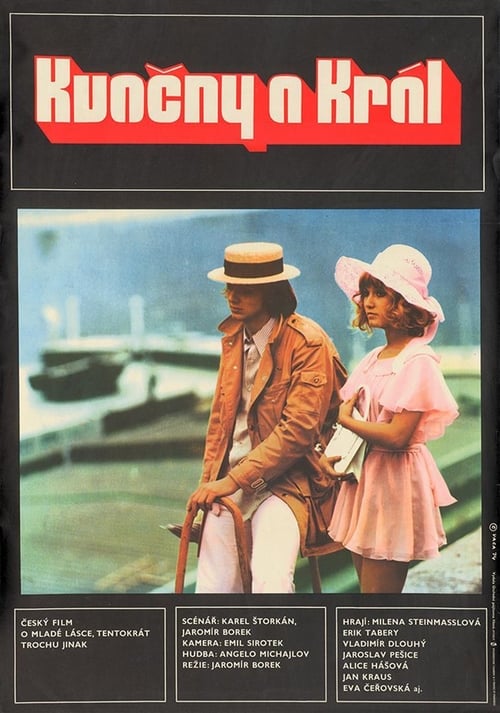 Kvočny a Král
ČESKÝ FILM
O MLADÉ LÁSCE, TENTOKRÁT
TROCHU JINAK
SCÉNÁŘ: KAREL ŠTORKÁN,
JAROMÍR BOREK
KAMERA: EMIL SIROTEK
HUDBA: ANGELO MICHAJLOV
REŽIE: JAROMÍR BOREK
HRAJÍ: MILENA STEINMASSLOVÁ
ERIK TABERY
VLADIMÍR DLOUHÝ
JAROSLAV PEŠICE
ALICE HÁŠOVÁ
JAN KRAUS
EVA ČEŘOVSKÁ aj.